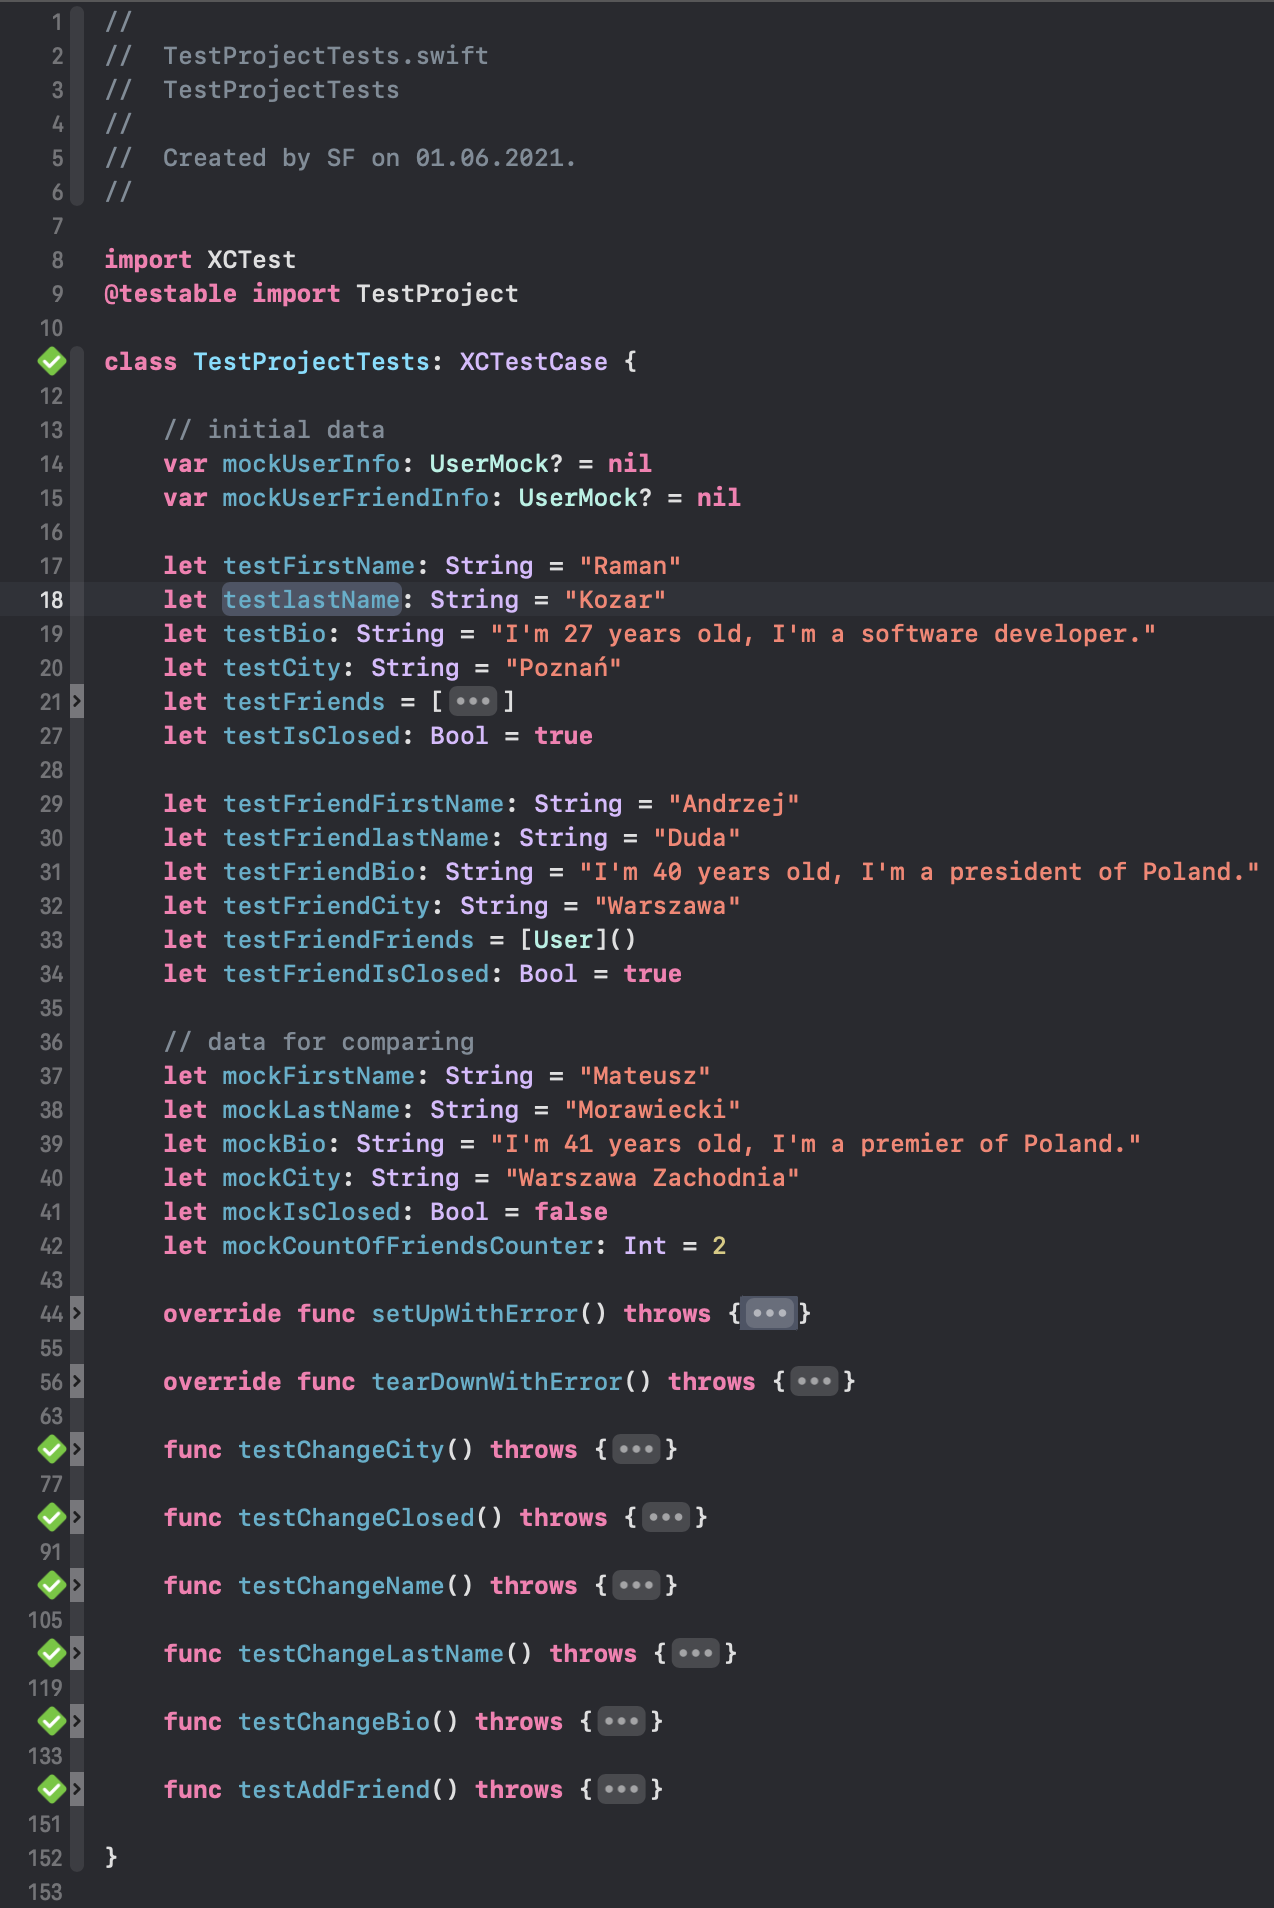 1 //
2 //  TestProjectTests.swift
3 //  TestProjectTests
4 //
5 //  Created by SF on 01.06.2021.
6 //
7
8 import XCTest
9 @testable import TestProject
10
class TestProjectTests: XCTestCase {
12
13     // initial data
14     var mockUserInfo: UserMock? = nil
15     var mockUserFriendInfo: UserMock? = nil
16
17     let testFirstName: String = "Raman"
18     let testlastName: String = "Kozar"
19     let testBio: String = "I'm 27 years old, I'm a software developer."
20     let testCity: String = "Poznań"
21     let testFriends = [•••]
27     let testIsClosed: Bool = true
28
29     let testFriendFirstName: String = "Andrzej"
30     let testFriendlastName: String = "Duda"
31     let testFriendBio: String = "I'm 40 years old, I'm a president of Poland."
32     let testFriendCity: String = "Warszawa"
33     let testFriendFriends = [User]()
34     let testFriendIsClosed: Bool = true
35
36     // data for comparing
37     let mockFirstName: String = "Mateusz"
38     let mockLastName: String = "Morawiecki"
39     let mockBio: String = "I'm 41 years old, I'm a premier of Poland."
40     let mockCity: String = "Warszawa Zachodnia"
41     let mockIsClosed: Bool = false
42     let mockCountOfFriendsCounter: Int = 2
43
44     override func setUpWithError() throws {•••}
55
56     override func tearDownWithError() throws {•••}
63
    func testChangeCity() throws {•••}
77
    func testChangeClosed() throws {•••}
91
    func testChangeName() throws {•••}
105
    func testChangeLastName() throws {•••}
119
    func testChangeBio() throws {•••}
133
    func testAddFriend() throws {•••}
151
152 }
153